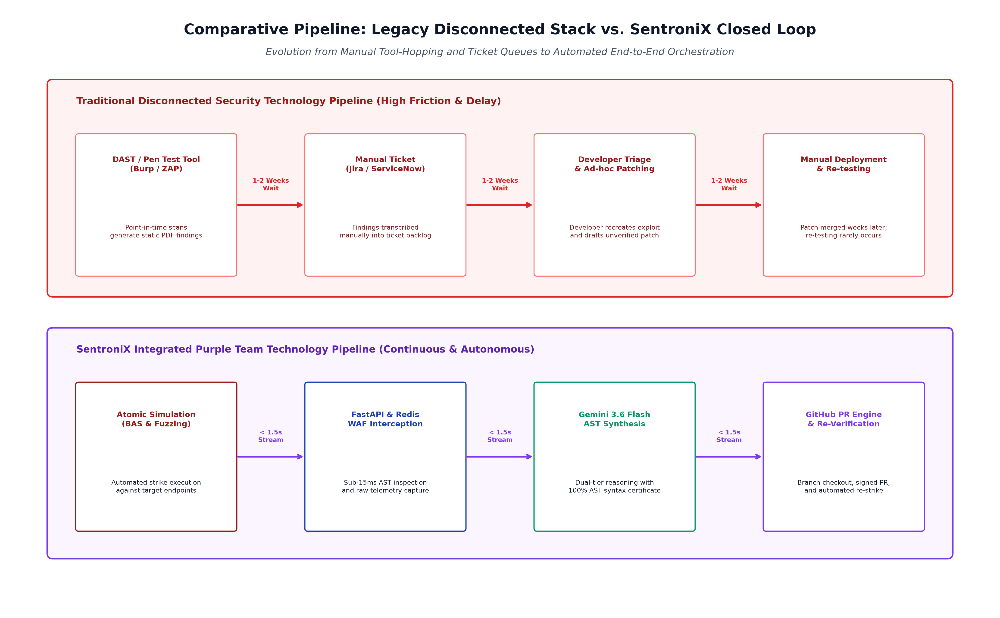 Comparative Pipeline: Legacy Disconnected Stack vs. SentroniX Closed Loop
Evolution from Manual Tool-Hopping and Ticket Queues to Automated End-to-End Orchestration
Traditional Disconnected Security Technology Pipeline (High Friction & Delay)
DAST / Pen Test Tool
(Burp / ZAP)
Point-in-time scans
generate static PDF findings
1-2 Weeks
Wait
Manual Ticket
(Jira / ServiceNow)
Findings transcribed
manually into ticket backlog
1-2 Weeks
Wait
Developer Triage
& Ad-hoc Patching
Developer recreates exploit
and drafts unverified patch
1-2 Weeks
Wait
Manual Deployment
& Re-testing
Patch merged weeks later;
re-testing rarely occurs
SentroniX Integrated Purple Team Technology Pipeline (Continuous & Autonomous)
Atomic Simulation
(BAS & Fuzzing)
Automated strike execution
against target endpoints
< 1.5s
Stream
FastAPI & Redis
WAF Interception
Sub-15ms AST inspection
and raw telemetry capture
< 1.5s
Stream
Gemini 3.6 Flash
AST Synthesis
Dual-tier reasoning with
100% AST syntax certificate
< 1.5s
Stream
GitHub PR Engine
& Re-Verification
Branch checkout, signed PR,
and automated re-strike